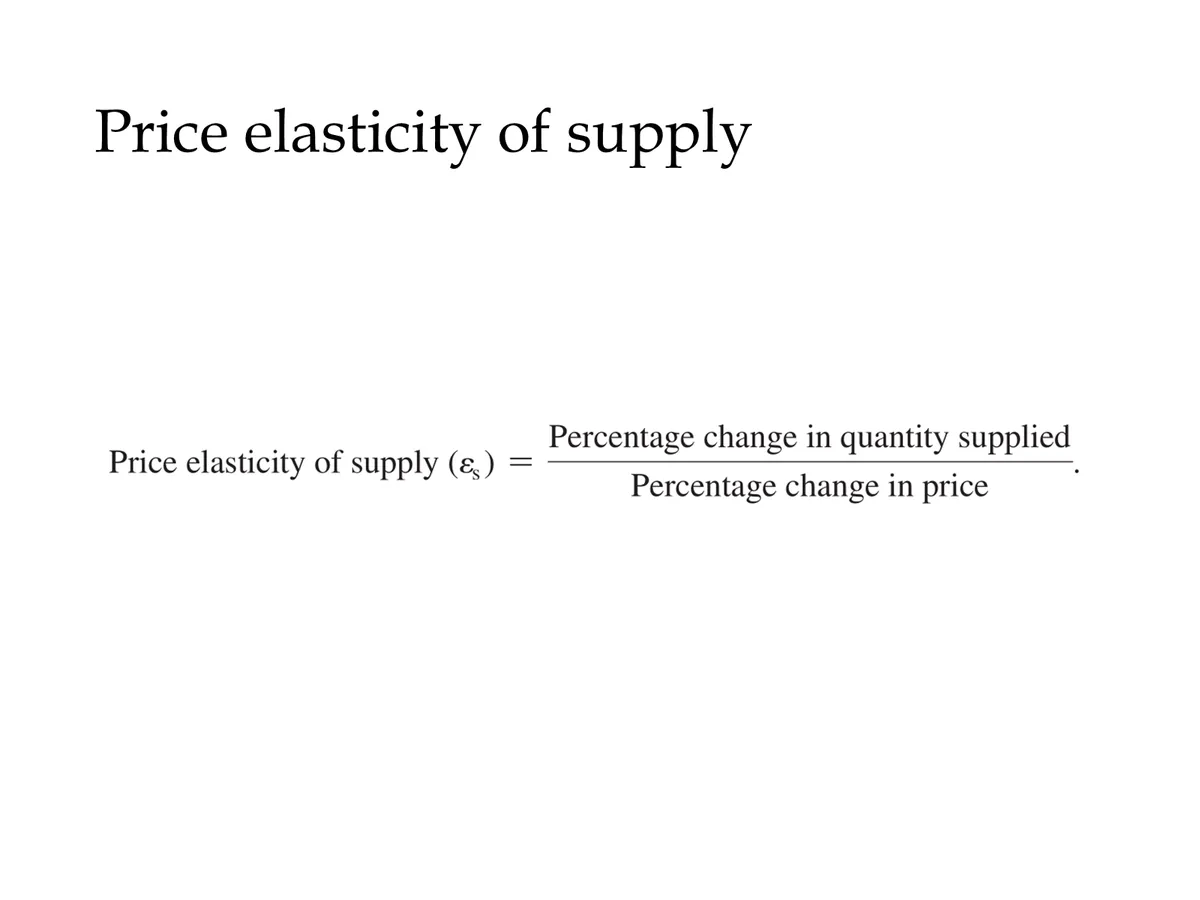 Price elasticity of supply
Price elasticity of supply (εs) = Percentage change in quantity supplied
Percentage change in price.